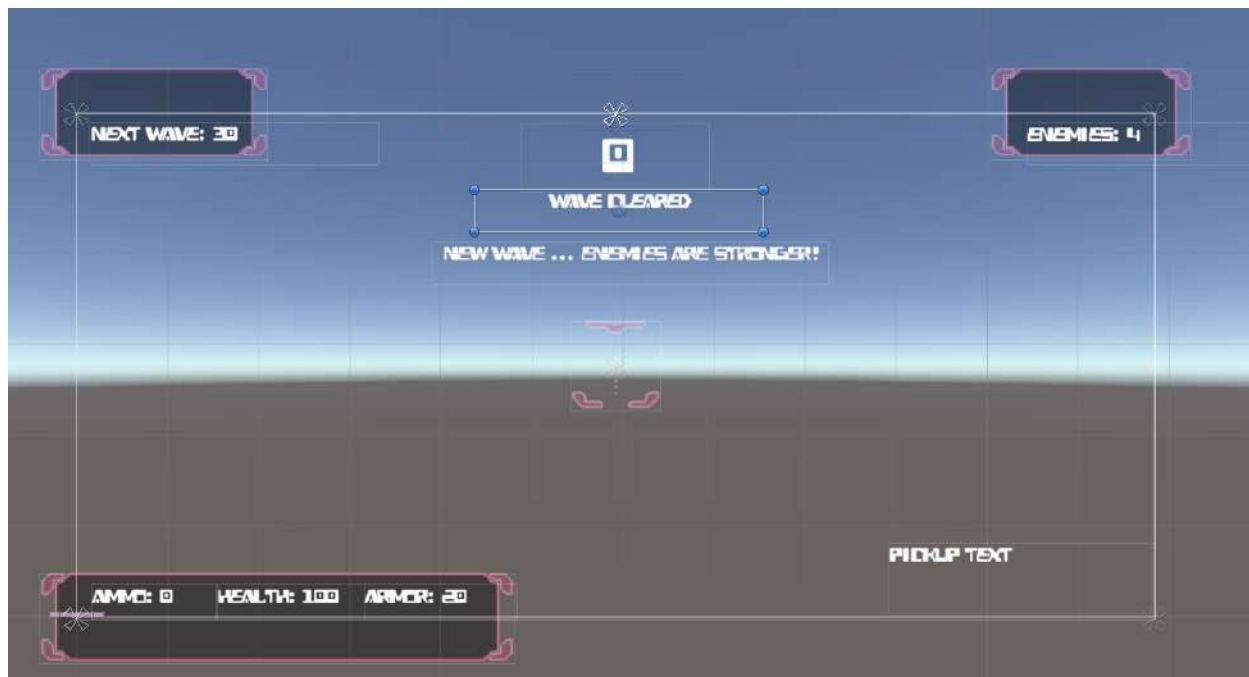 NEXT WAVE: 30
ENEMIES: 4
0
WAVE CLEARED
NEW WAVE ... ENEMIES ARE STRONGER!
PICKUP TEXT
AMMO: 0 HEALTH: 100 ARMOR: 20